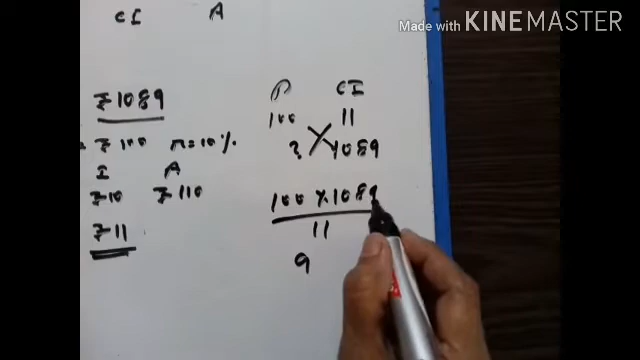 Made with KINEMASTER
CI A
₹1089
= ₹100 n=10%
I A
₹10 ₹110
₹11
P CI
100 11
? 1089
100 × 1089
11
9